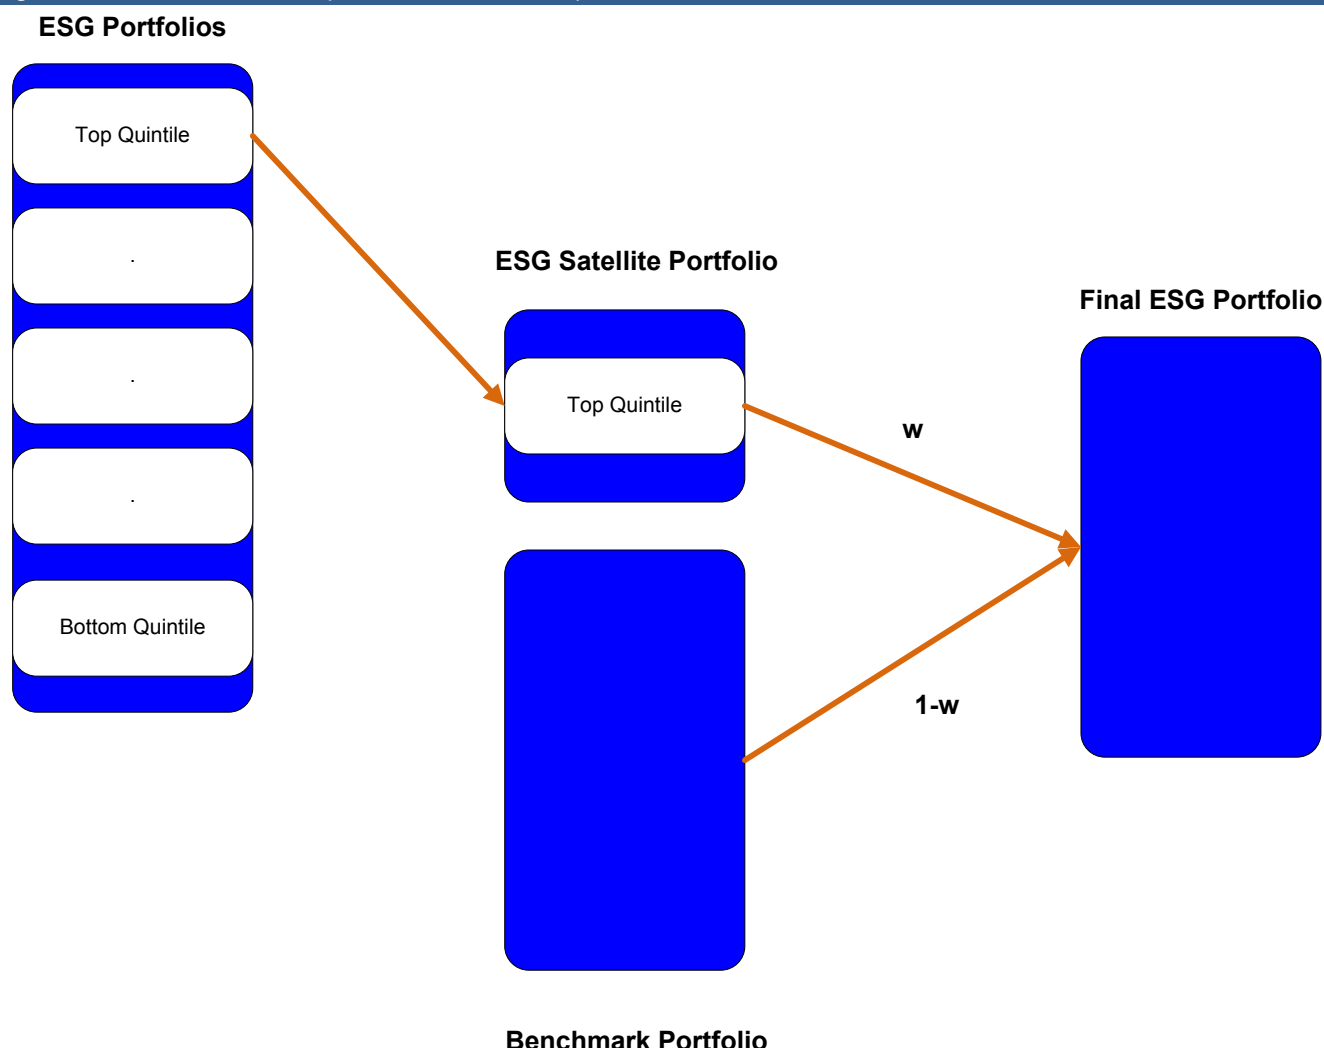 ESG Portfolios
Top Quintile
.
.
.
Bottom Quintile
ESG Satellite Portfolio
Top Quintile
w
1-w
Final ESG Portfolio
Benchmark Portfolio